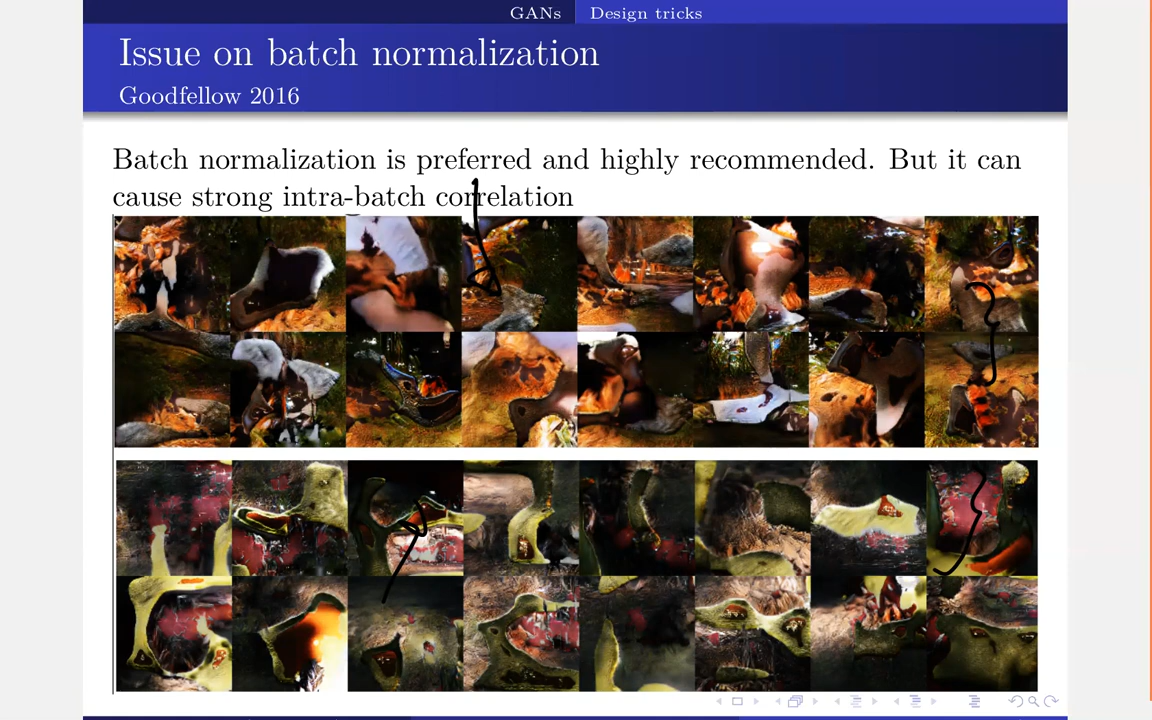 GANs Design tricks
Issue on batch normalization
Goodfellow 2016
Batch normalization is preferred and highly recommended. But it can
cause strong intra-batch correlation